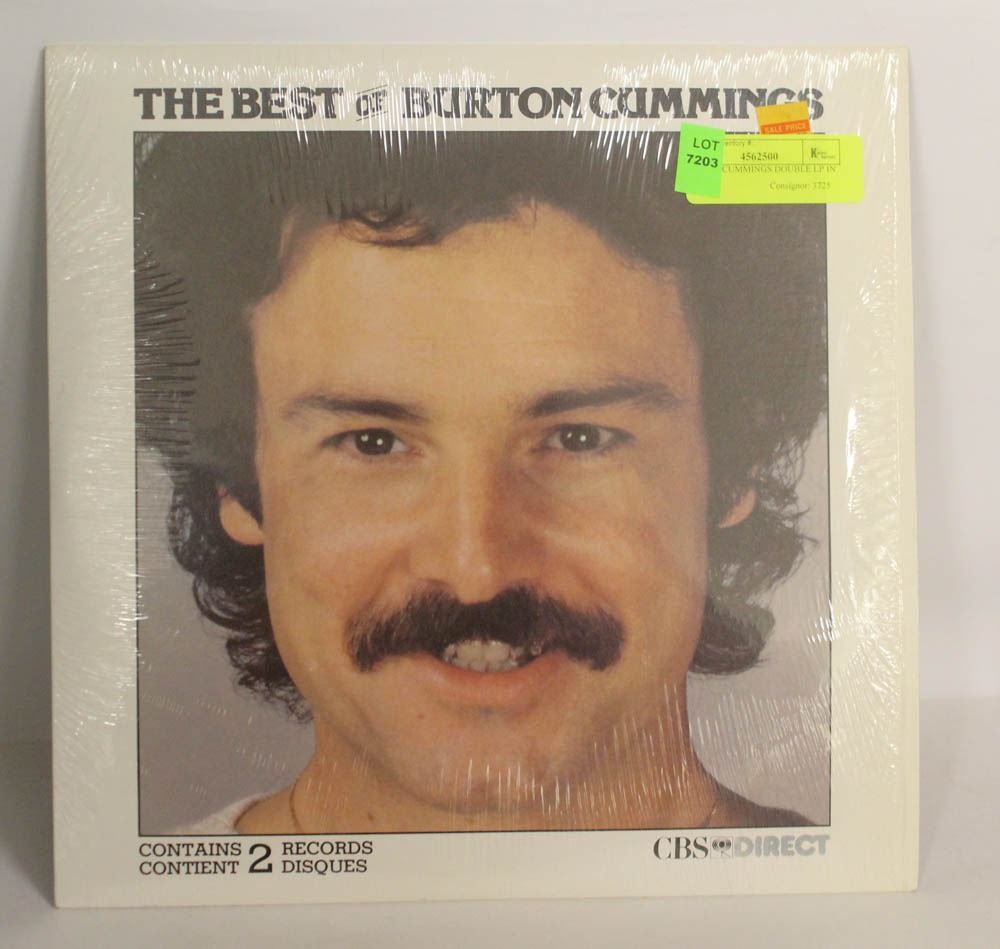 THE BEST OF BURTON CUMMINGS
SALE PRICE
LOT
7203
4562500
CUMMINGS DOUBLE LP IN
Consignor: 3725
CONTAINS 2 RECORDS
CONTIENT DISQUES
CBS DIRECT